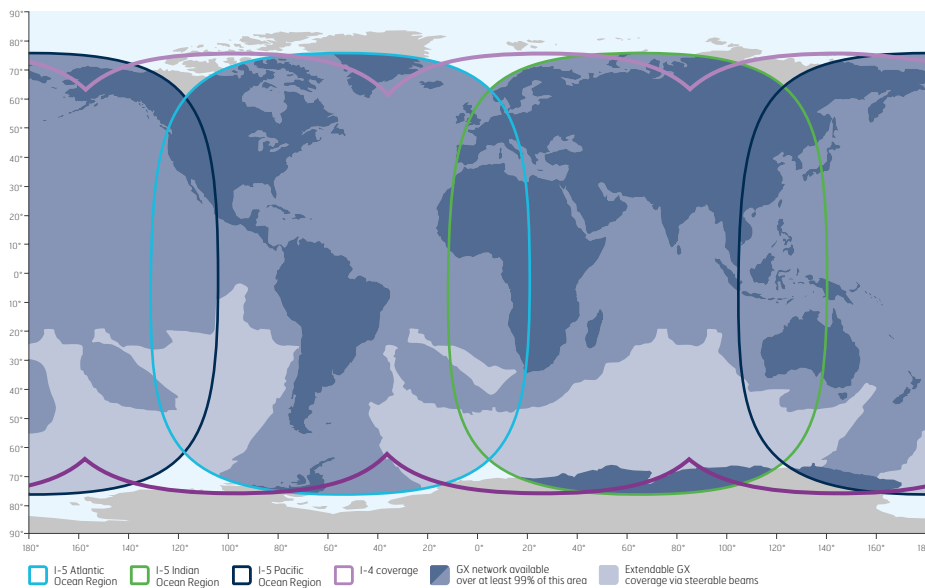 90°
80°
70°
60°
50°
40°
30°
20°
10°
0°
10°
20°
30°
40°
50°
60°
70°
80°
90°
180° 160° 140° 120° 100° 80° 60° 40° 20° 0° 20° 40° 60° 80° 100° 120° 140° 160° 180°
I-5 Atlantic
Ocean Region
I-5 Indian
Ocean Region
I-5 Pacific
Ocean Region
I-4 coverage
GX network available
over at least 99% of this area
Extendable GX
coverage via steerable beams